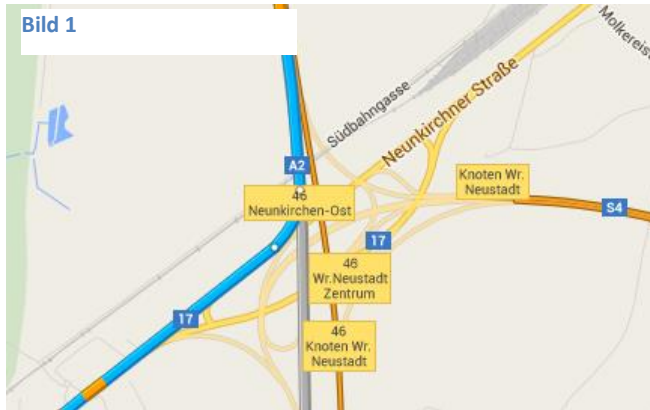 Bild 1
Molkereist
Südbahngasse
Neunkirchner Straße
A2
46
Neunkirchen-Ost
Knoten Wr.
Neustadt
S4
17
46
Wr.Neustadt
Zentrum
17
46
Knoten Wr.
Neustadt